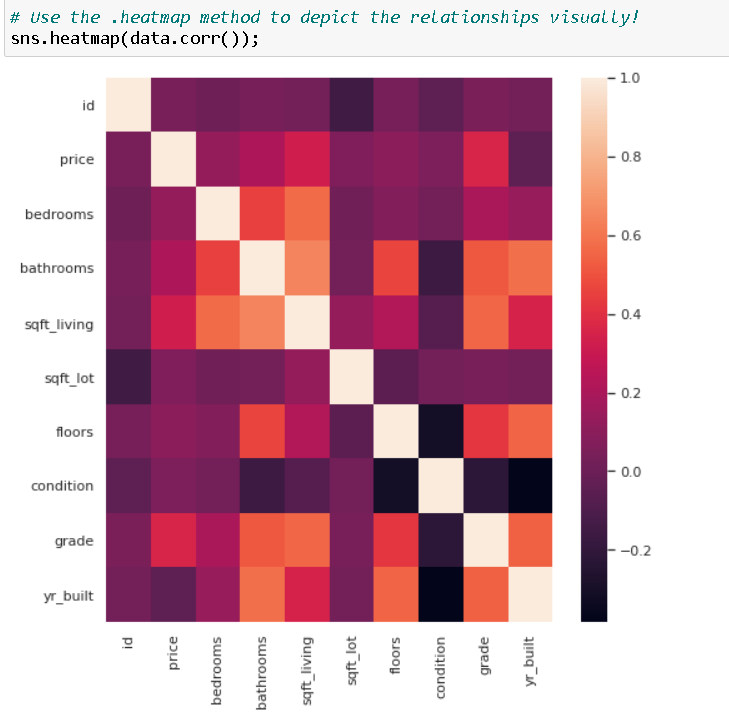 # Use the .heatmap method to depict the relationships visually!
sns.heatmap(data.corr());
id
price
bedrooms
bathrooms
sqft_living
sqft_lot
floors
condition
grade
yr_built
id
price
bedrooms
bathrooms
sqft_living
sqft_lot
floors
condition
grade
yr_built
1.0
0.8
0.6
0.4
0.2
0.0
−0.2